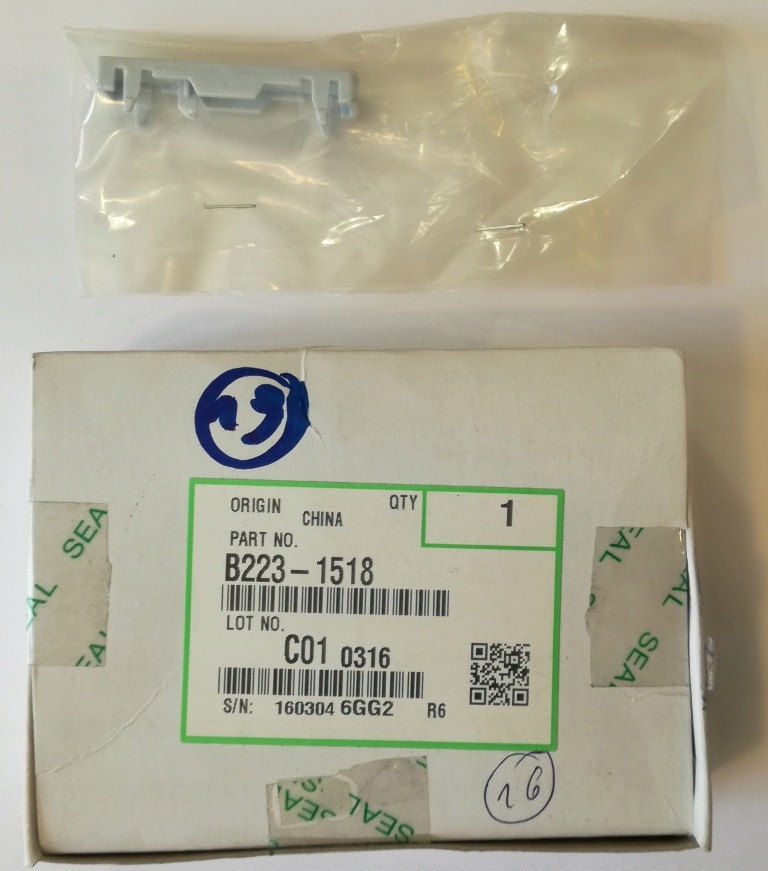 ORIGIN CHINA QTY 1
PART NO.
B223-1518
LOT NO.
C01 0316
S/N: 160304 6GG2 R6
SEAL
SEAL
SEAL
SEAL
16